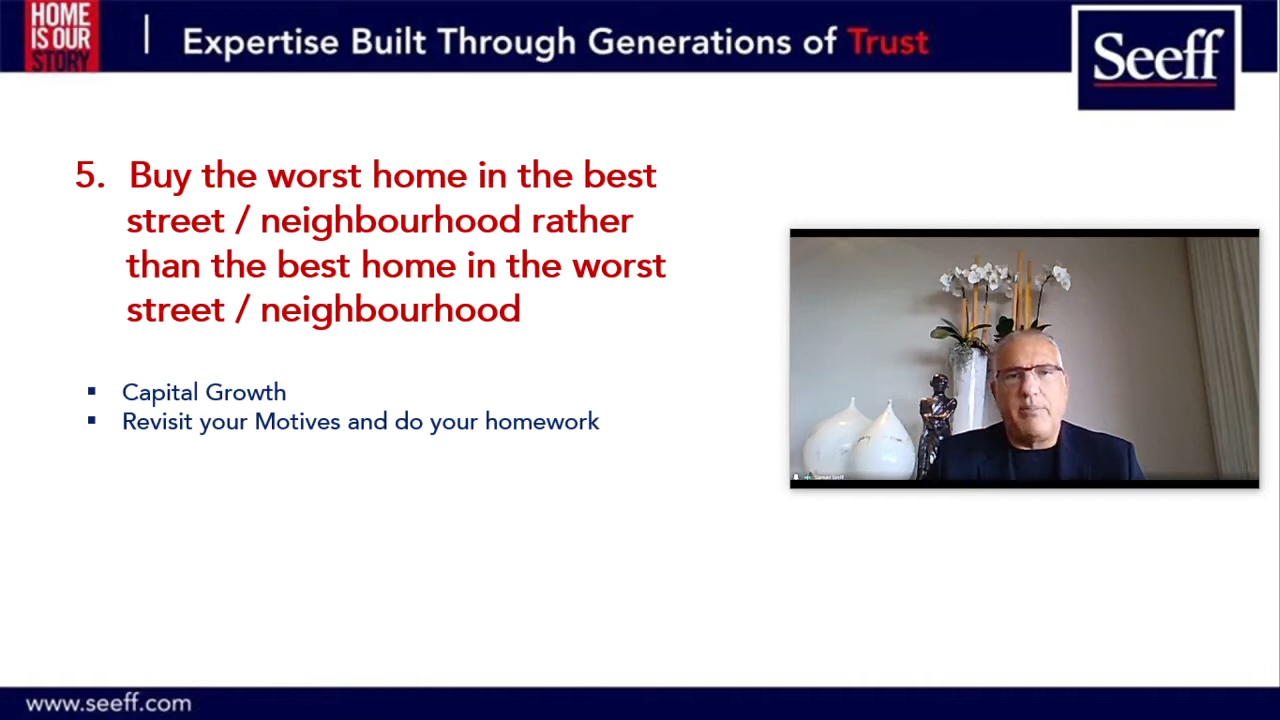 HOME
IS OUR
STORY
Expertise Built Through Generations of Trust
Seeff
5. Buy the worst home in the best
street / neighbourhood rather
than the best home in the worst
street / neighbourhood
▪ Capital Growth
▪ Revisit your Motives and do your homework
Samuel Seeff
www.seeff.com